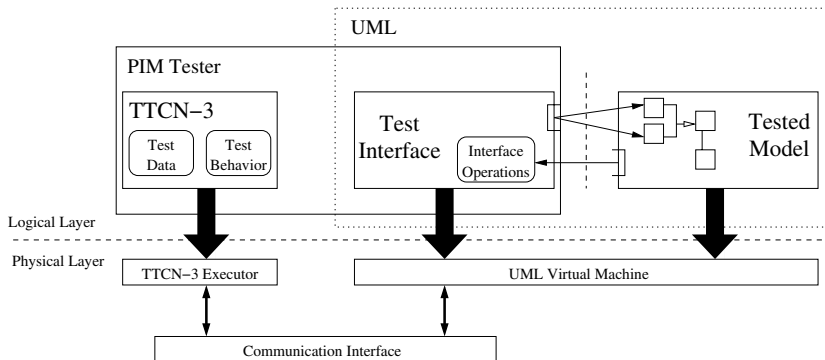 UML
PIM Tester
TTCN−3
Test
Data
Test
Behavior
Test
Interface
Interface
Operations
Tested
Model
Logical Layer
Physical Layer
TTCN−3 Executor
UML Virtual Machine
Communication Interface